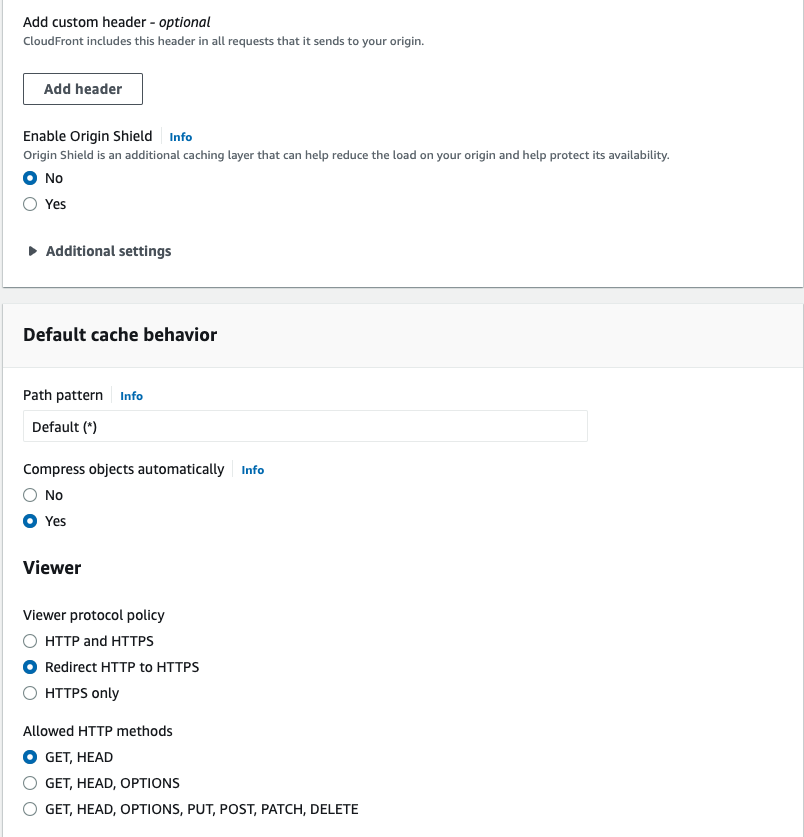 Add custom header - optional
CloudFront includes this header in all requests that it sends to your origin.
Add header
Enable Origin Shield Info
Origin Shield is an additional caching layer that can help reduce the load on your origin and help protect its availability.
No
Yes
Additional settings
Default cache behavior
Path pattern Info
Default (*)
Compress objects automatically Info
No
Yes
Viewer
Viewer protocol policy
HTTP and HTTPS
Redirect HTTP to HTTPS
HTTPS only
Allowed HTTP methods
GET, HEAD
GET, HEAD, OPTIONS
GET, HEAD, OPTIONS, PUT, POST, PATCH, DELETE